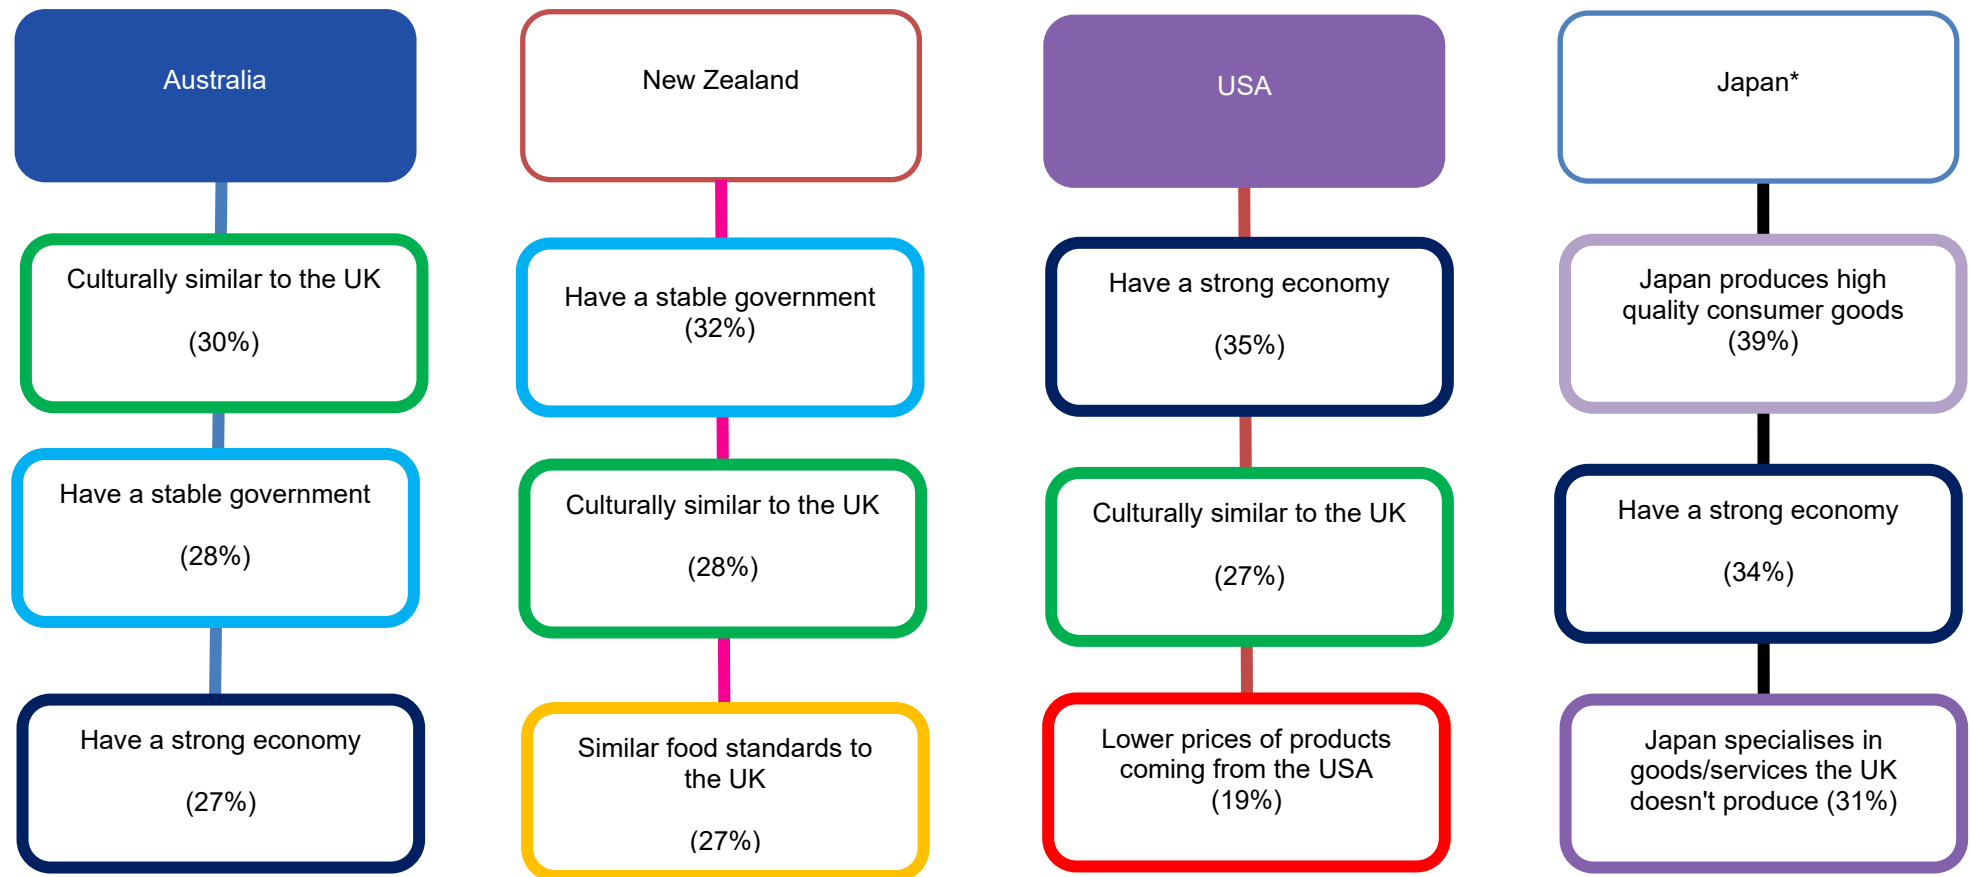 Australia
Culturally similar to the UK
(30%)
Have a stable government
(28%)
Have a strong economy
(27%)
New Zealand
Have a stable government
(32%)
Culturally similar to the UK
(28%)
Similar food standards to
the UK
(27%)
USA
Have a strong economy
(35%)
Culturally similar to the UK
(27%)
Lower prices of products
coming from the USA
(19%)
Japan*
Japan produces high
quality consumer goods
(39%)
Have a strong economy
(34%)
Japan specialises in
goods/services the UK
doesn't produce (31%)